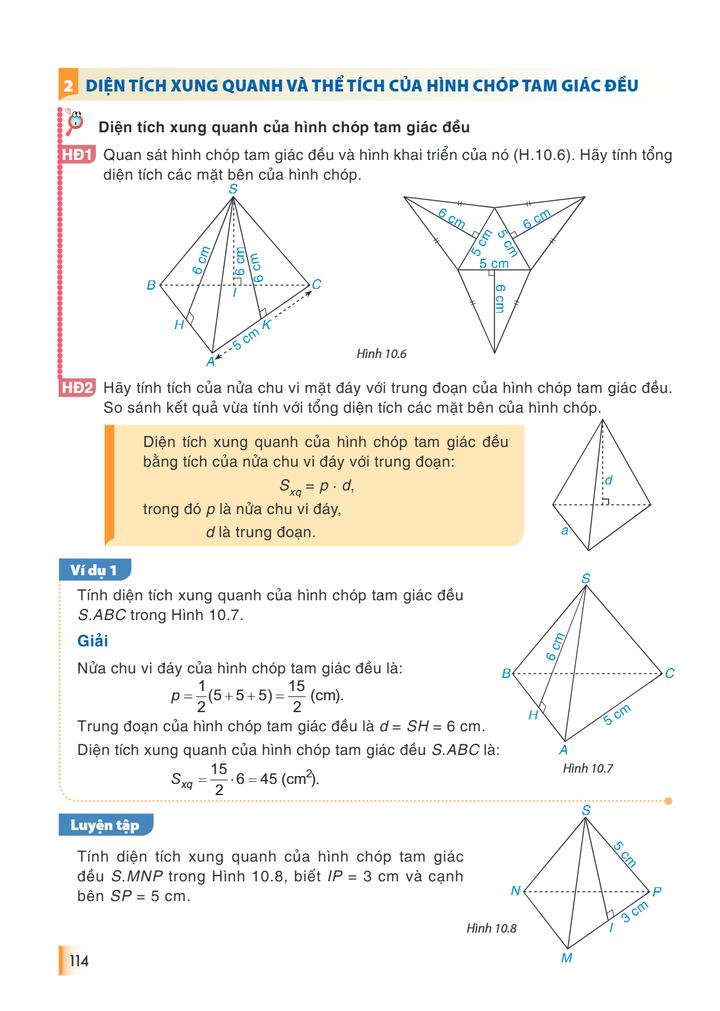 2 DIỆN TÍCH XUNG QUANH VÀ THỂ TÍCH CỦA HÌNH CHÓP TAM GIÁC ĐỀU
Diện tích xung quanh của hình chóp tam giác đều
HĐ1 Quan sát hình chóp tam giác đều và hình khai triển của nó (H.10.6). Hãy tính tổng
diện tích các mặt bên của hình chóp.
S
6 cm
6 cm
6 cm
B
I
C
H
K
5 cm
A
6 cm
6 cm
5 cm
5 cm
5 cm
6 cm
Hình 10.6
HĐ2 Hãy tính tích của nửa chu vi mặt đáy với trung đoạn của hình chóp tam giác đều.
So sánh kết quả vừa tính với tổng diện tích các mặt bên của hình chóp.
Diện tích xung quanh của hình chóp tam giác đều
bằng tích của nửa chu vi đáy với trung đoạn:
Sxq = p · d,
trong đó p là nửa chu vi đáy,
d là trung đoạn.
d
a
Ví dụ 1
Tính diện tích xung quanh của hình chóp tam giác đều
S.ABC trong Hình 10.7.
Giải
Nửa chu vi đáy của hình chóp tam giác đều là:
p = 1/2 (5 + 5 + 5) = 15/2 (cm).
Trung đoạn của hình chóp tam giác đều là d = SH = 6 cm.
Diện tích xung quanh của hình chóp tam giác đều S.ABC là:
Sxq = 15/2 · 6 = 45 (cm²).
S
6 cm
B
C
H
5 cm
A
Hình 10.7
Luyện tập
Tính diện tích xung quanh của hình chóp tam giác
đều S.MNP trong Hình 10.8, biết IP = 3 cm và cạnh
bên SP = 5 cm.
S
5 cm
N
P
3 cm
I
M
Hình 10.8
114